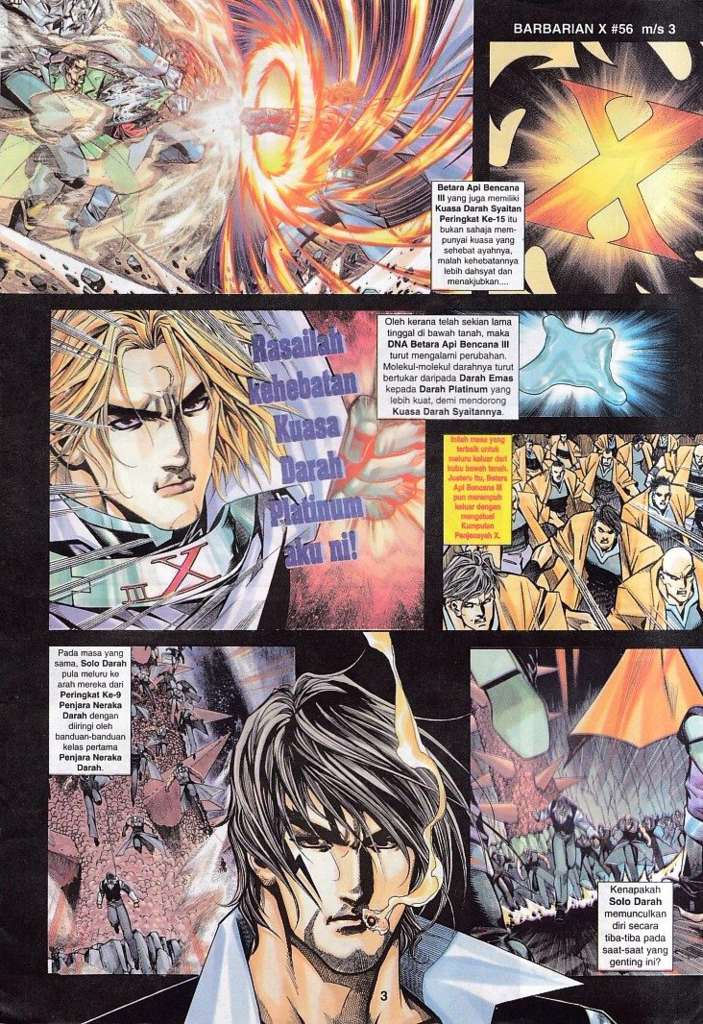 BARBARIAN X #56 m/s 3
X
Betara Api Bencana
III yang juga memiliki
Kuasa Darah Syaitan
Peringkat Ke-15 itu
bukan sahaja mem-
punyai kuasa yang
sehebat ayahnya,
malah kehebatannya
lebih dahsyat dan
menakjubkan....
Oleh kerana telah sekian lama
tinggal di bawah tanah, maka
DNA Betara Api Bencana III
turut mengalami perubahan.
Molekul-molekul darahnya turut
bertukar daripada Darah Emas
kepada Darah Platinum yang
lebih kuat, demi mendorong
Kuasa Darah Syaitannya.
Rasailah
kehebatan
Kuasa
Darah
Platinum
aku ni!
III X
Inilah masa yang
terbaik untuk
meluru keluar dari
kubu bawah tanah.
Justeru itu, Betara
Api Bencana III
pun merempuh
keluar dengan
mengetuai
Kumpulan
Penjenayah X.
Pada masa yang
sama, Solo Darah
pula meluru ke
arah mereka dari
Peringkat Ke-9
Penjara Neraka
Darah dengan
diiringi oleh
banduan-banduan
kelas pertama
Penjara Neraka
Darah.
Kenapakah
Solo Darah
memunculkan
diri secara
tiba-tiba pada
saat-saat yang
genting ini?
3